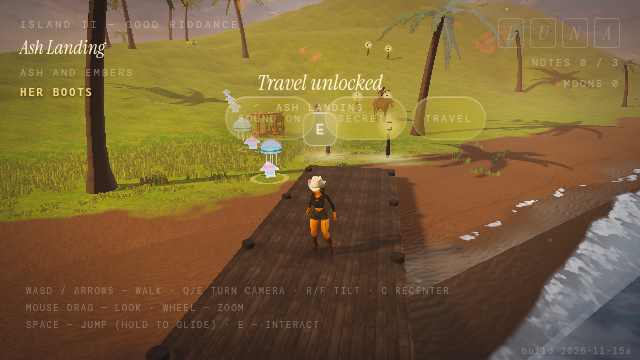 ISLAND II — GOOD RIDDANCE
Ash Landing
ASH AND EMBERS
HER BOOTS
L U N A
NOTES 0 / 3
MOONS 0
Travel unlocked
ASH LANDING
SOUND ON
SECRETS
TRAVEL
E
WASD / ARROWS — WALK · Q/E TURN CAMERA · R/F TILT · C RECENTER
MOUSE DRAG — LOOK · WHEEL — ZOOM
SPACE — JUMP (HOLD TO GLIDE) · E — INTERACT
build 2026-11-15a